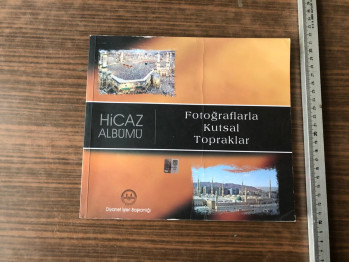 HİCAZ
ALBÜMÜ
Fotoğraflarla
Kutsal
Topraklar
Diyanet İşleri Başkanlığı